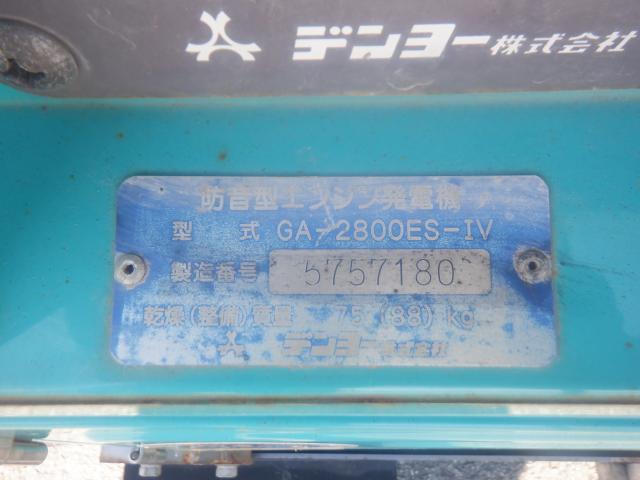 デンヨー株式会社
防音型エンジン発電機
型 式 GA-2800ES-IV
製造番号 5757180
乾燥(整備)質量 75 (88) kg
デンヨー株式会社